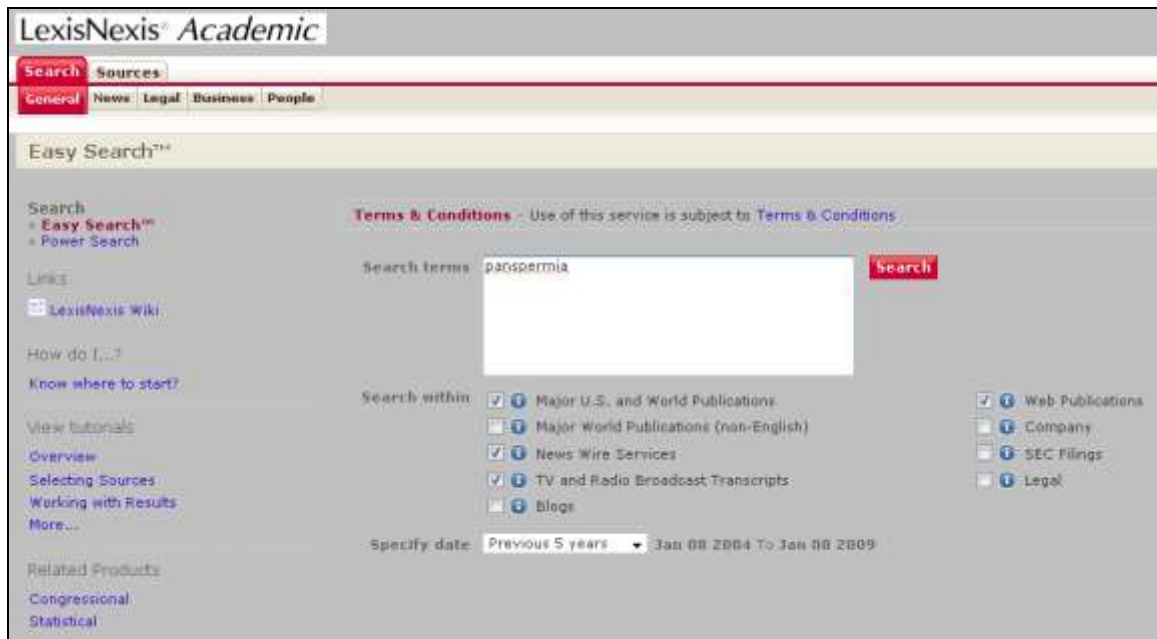 LexisNexis® Academic
Search Sources
General News Legal Business People
Easy Search™
Search
Easy Search™
Power Search
Links
LexisNexis Wiki
How do I...?
Know where to start?
View tutorials
Overview
Selecting Sources
Working with Results
More...
Related Products
Congressional
Statistical
Terms & Conditions - Use of this service is subject to Terms & Conditions
Search terms panspermia Search
Search within Major U.S. and World Publications Web Publications
Major World Publications (non-English) Company
News Wire Services SEC Filings
TV and Radio Broadcast Transcripts Legal
Blogs
Specify date Previous 5 years Jan 08 2004 To Jan 08 2009